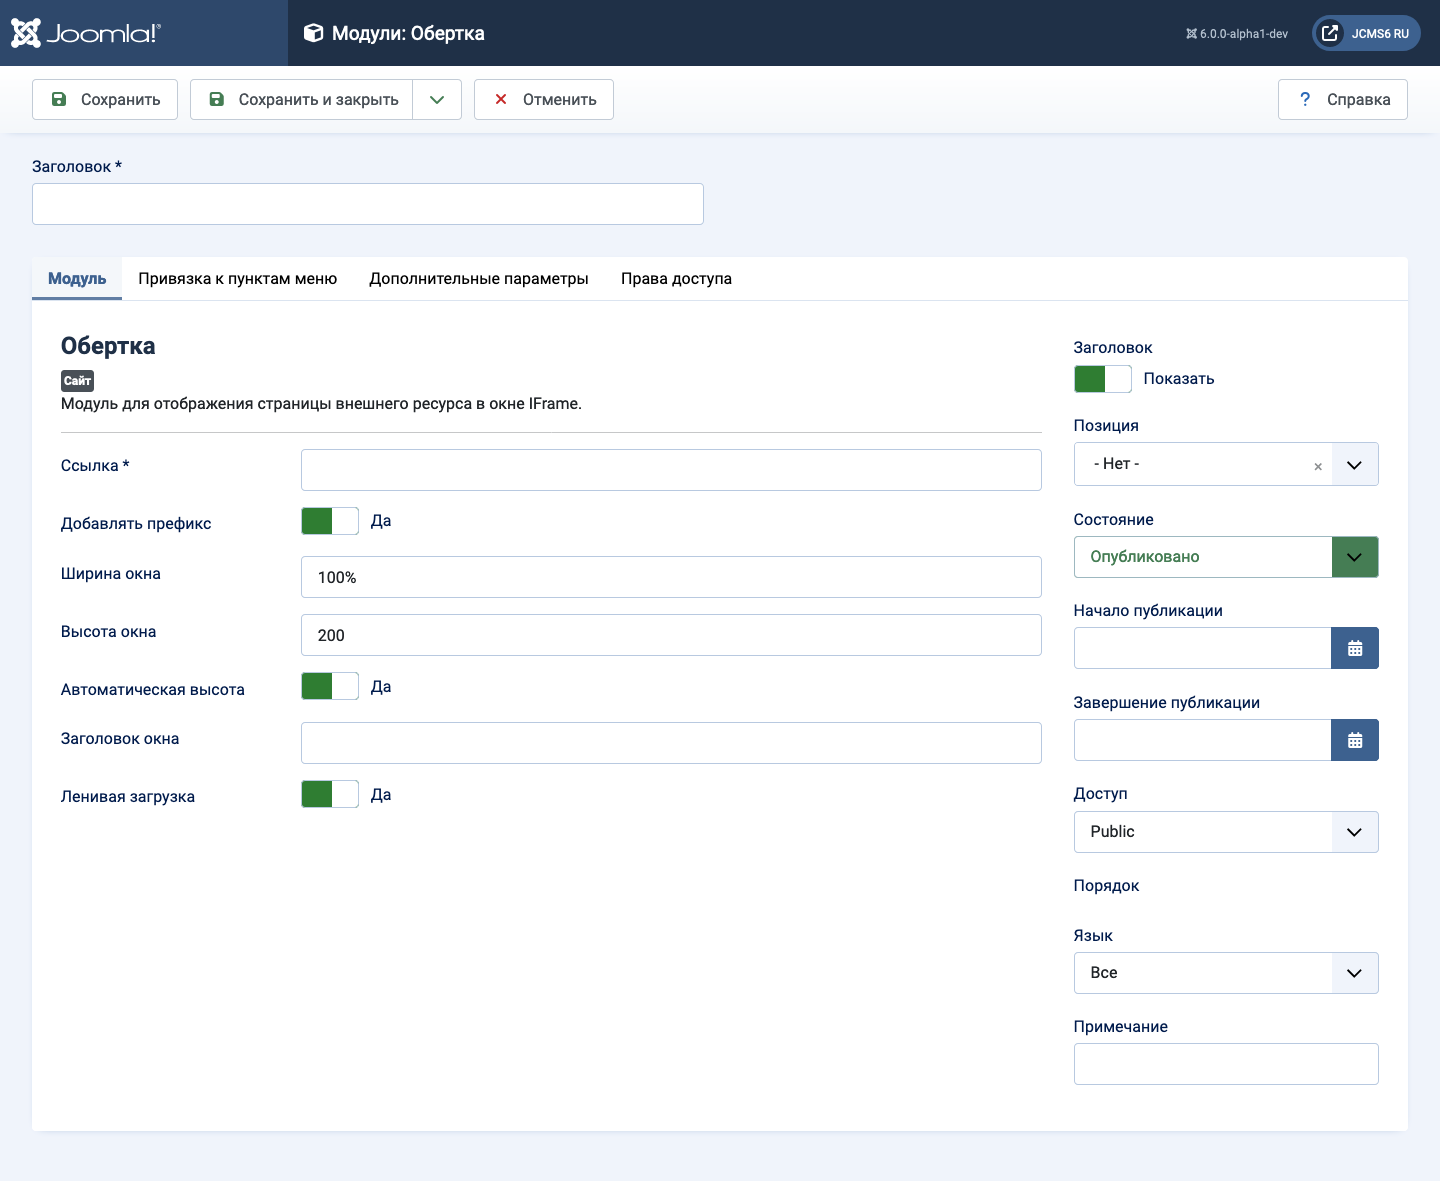 Joomla!®
Модули: Обертка
6.0.0-alpha1-dev
JCMS6 RU
Сохранить
Сохранить и закрыть
Отменить
? Справка
Заголовок *
Модуль
Привязка к пунктам меню
Дополнительные параметры
Права доступа
Обертка
Сайт
Модуль для отображения страницы внешнего ресурса в окне IFrame.
Ссылка *
Добавлять префикс
Да
Ширина окна
100%
Высота окна
200
Автоматическая высота
Да
Заголовок окна
Ленивая загрузка
Да
Заголовок
Показать
Позиция
- Нет -
×
Состояние
Опубликовано
Начало публикации
Завершение публикации
Доступ
Public
Порядок
Язык
Все
Примечание